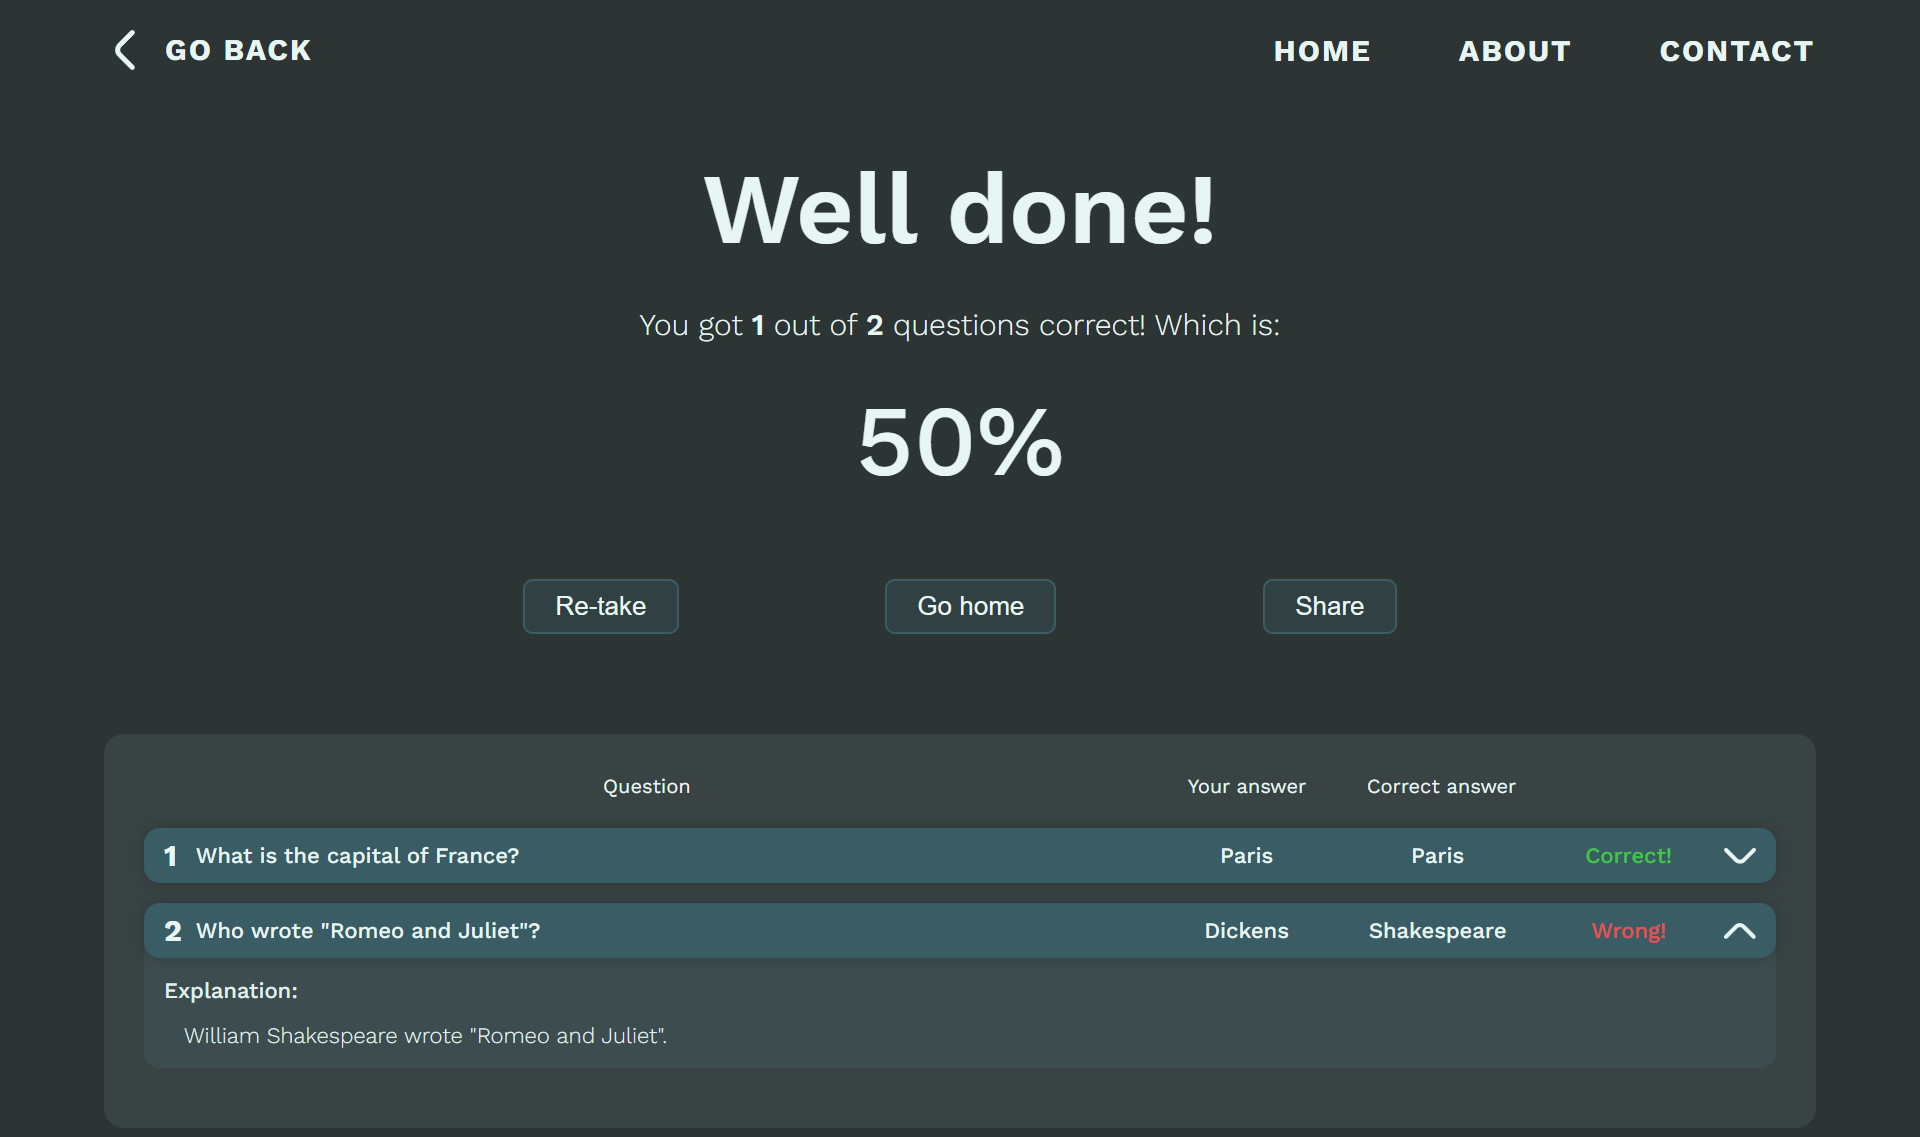 GO BACK HOME ABOUT CONTACT
Well done!
You got 1 out of 2 questions correct! Which is:
50%
Re-take Go home Share
Question Your answer Correct answer
1 What is the capital of France? Paris Paris Correct!
2 Who wrote "Romeo and Juliet"? Dickens Shakespeare Wrong!
Explanation:
William Shakespeare wrote "Romeo and Juliet".